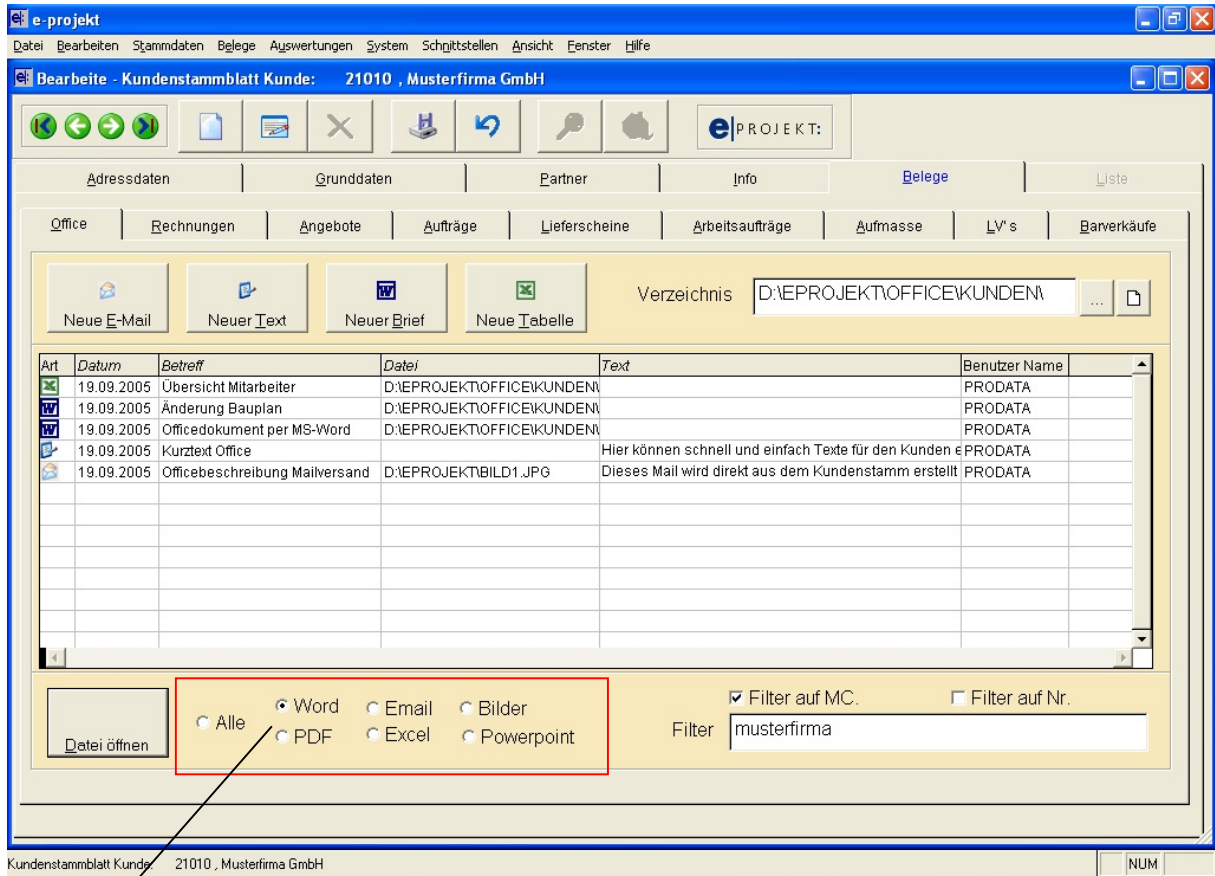 e-projekt
Datei Bearbeiten Stammdaten Belege Auswertungen System Schnittstellen Ansicht Fenster Hilfe
Bearbeite - Kundenstammblatt Kunde: 21010 , Musterfirma GmbH
e|PROJEKT:
Adressdaten Grunddaten Partner Info Belege Liste
Office Rechnungen Angebote Aufträge Lieferscheine Arbeitsaufträge Aufmasse LV's Barverkäufe
Neue E-Mail Neuer Text Neuer Brief Neue Tabelle Verzeichnis D:\EPROJEKT\OFFICE\KUNDEN\ ...
Art Datum Betreff Datei Text Benutzer Name
19.09.2005 Übersicht Mitarbeiter D:\EPROJEKT\OFFICE\KUNDEN\ PRODATA
19.09.2005 Änderung Bauplan D:\EPROJEKT\OFFICE\KUNDEN\ PRODATA
19.09.2005 Officedokument per MS-Word D:\EPROJEKT\OFFICE\KUNDEN\ PRODATA
19.09.2005 Kurztext Office Hier können schnell und einfach Texte für den Kunden e PRODATA
19.09.2005 Officebeschreibung Mailversand D:\EPROJEKT\BILD1.JPG Dieses Mail wird direkt aus dem Kundenstamm erstellt PRODATA
Datei öffnen
Alle Word Email Bilder
PDF Excel Powerpoint
Filter auf MC. Filter auf Nr.
Filter musterfirma
Kundenstammblatt Kunde: 21010 , Musterfirma GmbH NUM